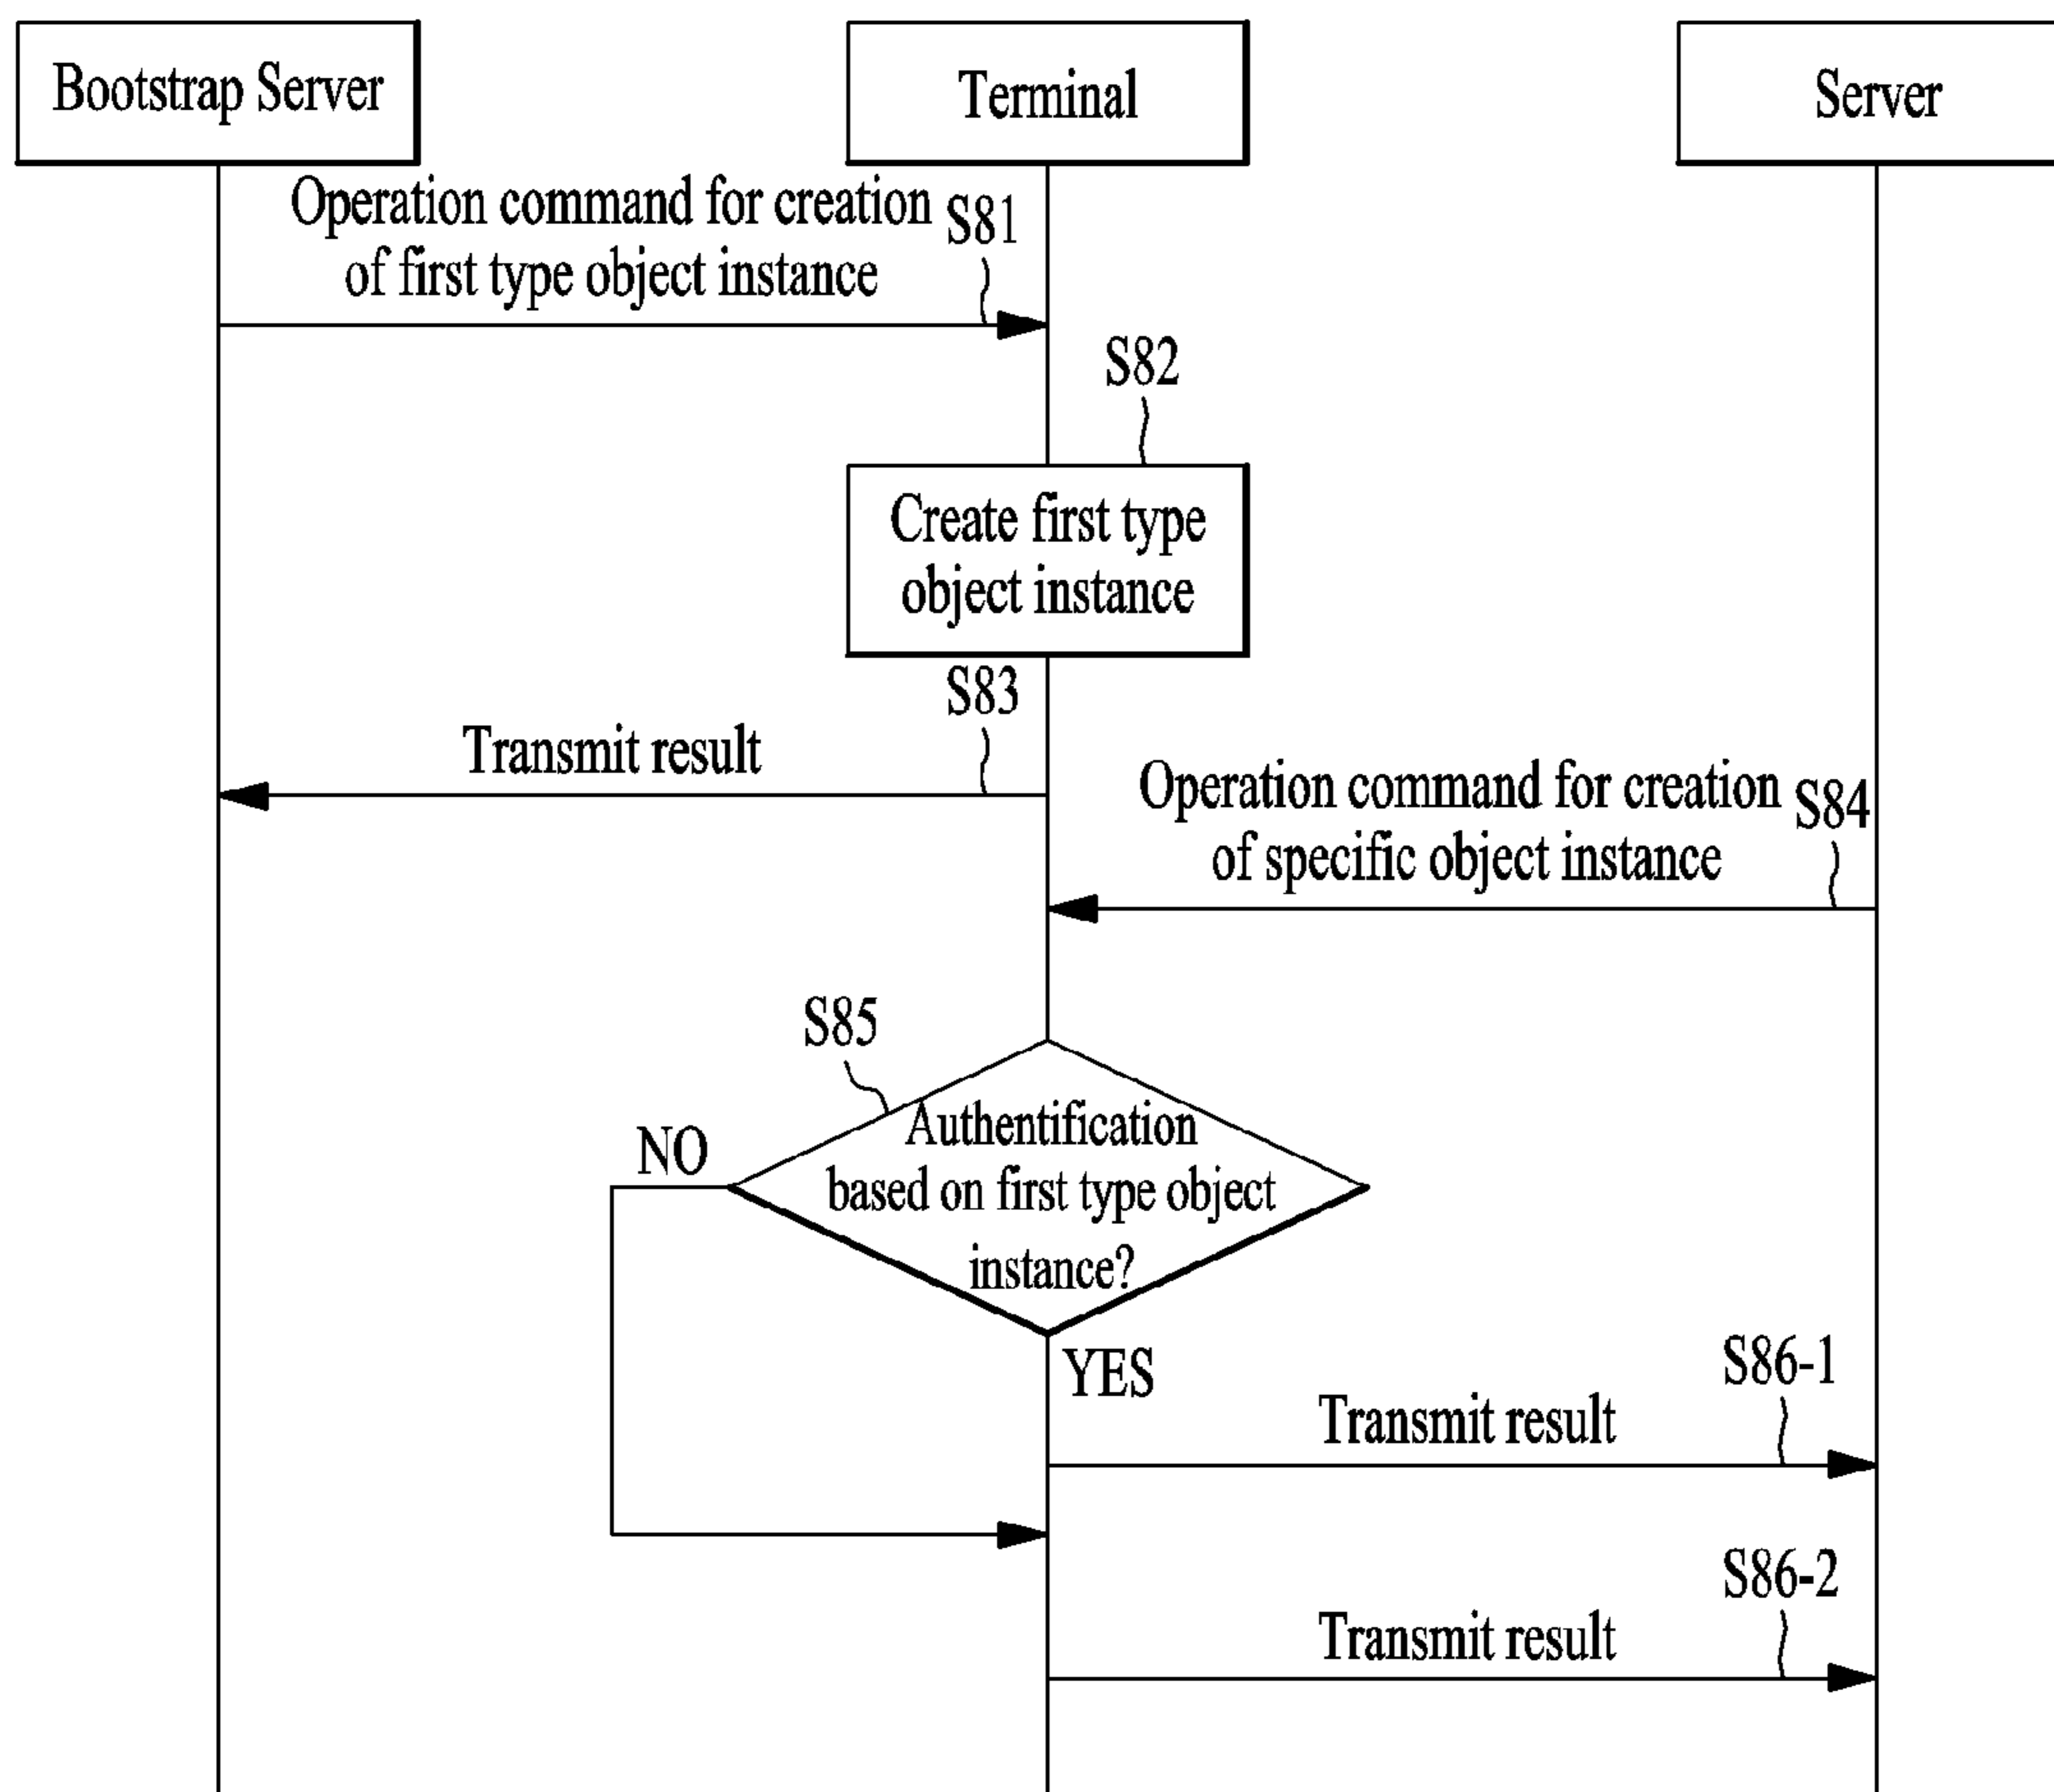 Bootstrap Server
Terminal
Server
Operation command for creation
of first type object instance
S81
S82
Create first type
object instance
S83
Transmit result
Operation command for creation
of specific object instance
S84
S85
Authentification
based on first type object
instance?
NO
YES
S86-1
Transmit result
S86-2
Transmit result